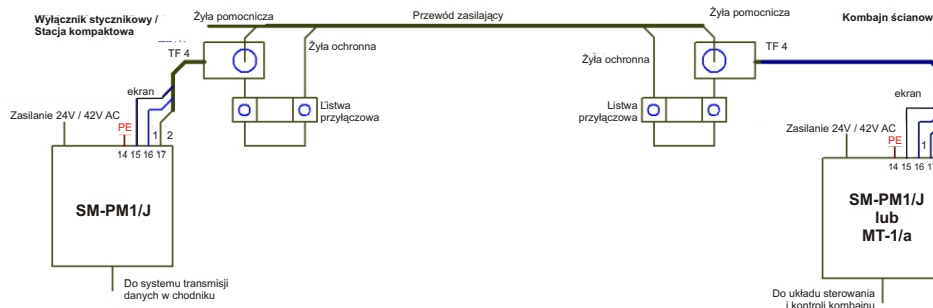 Wyłącznik stycznikowy /
Stacja kompaktowa
Żyła pomocnicza
Przewód zasilający
Żyła pomocnicza
Kombajn ścianow
TF 4
Żyła ochronna
Żyła ochronna
TF 4
ekran
Listwa
przyłączowa
Listwa
przyłączowa
ekran
Zasilanie 24V / 42V AC
PE
1
2
14 15 16 17
Zasilanie 24V / 42V AC
PE
1
14 15 16
SM-PM1/J
SM-PM1/J
lub
MT-1/a
Do systemu transmisji
danych w chodniku
Do układu sterowania
i kontroli kombajnu